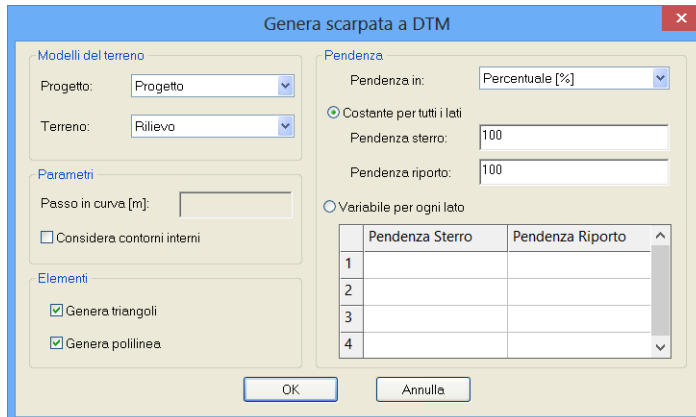 Genera scarpata a DTM
Modelli del terreno
Progetto: Progetto
Terreno: Rilievo
Parametri
Passo in curva [m]:
Considera contorni interni
Elementi
Genera triangoli
Genera polilinea
Pendenza
Pendenza in: Percentuale [%]
Costante per tutti i lati
Pendenza sterro: 100
Pendenza riporto: 100
Variabile per ogni lato
Pendenza Sterro Pendenza Riporto
1
2
3
4
OK Annulla